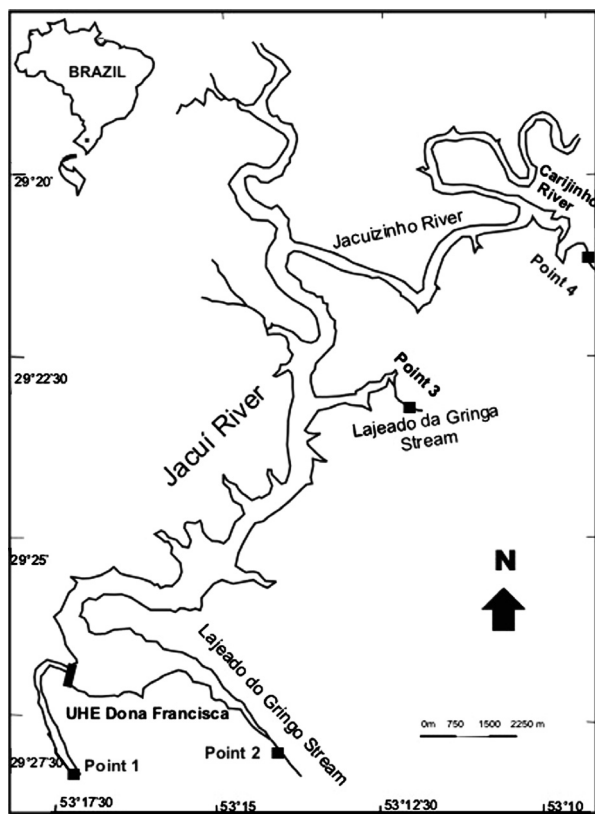 BRAZIL
29°20'
Carijinho
River
Jacuizinho River
Point 4
29°22'30
Point 3
Lajeado da Gringa
Stream
Jacuí River
29°25'
N
Lajeado do Gringo Stream
0m 750 1500 2250 m
UHE Dona Francisca
Point 2
29°27'30
Point 1
53°17'30
53°15
53°12'30
53°10